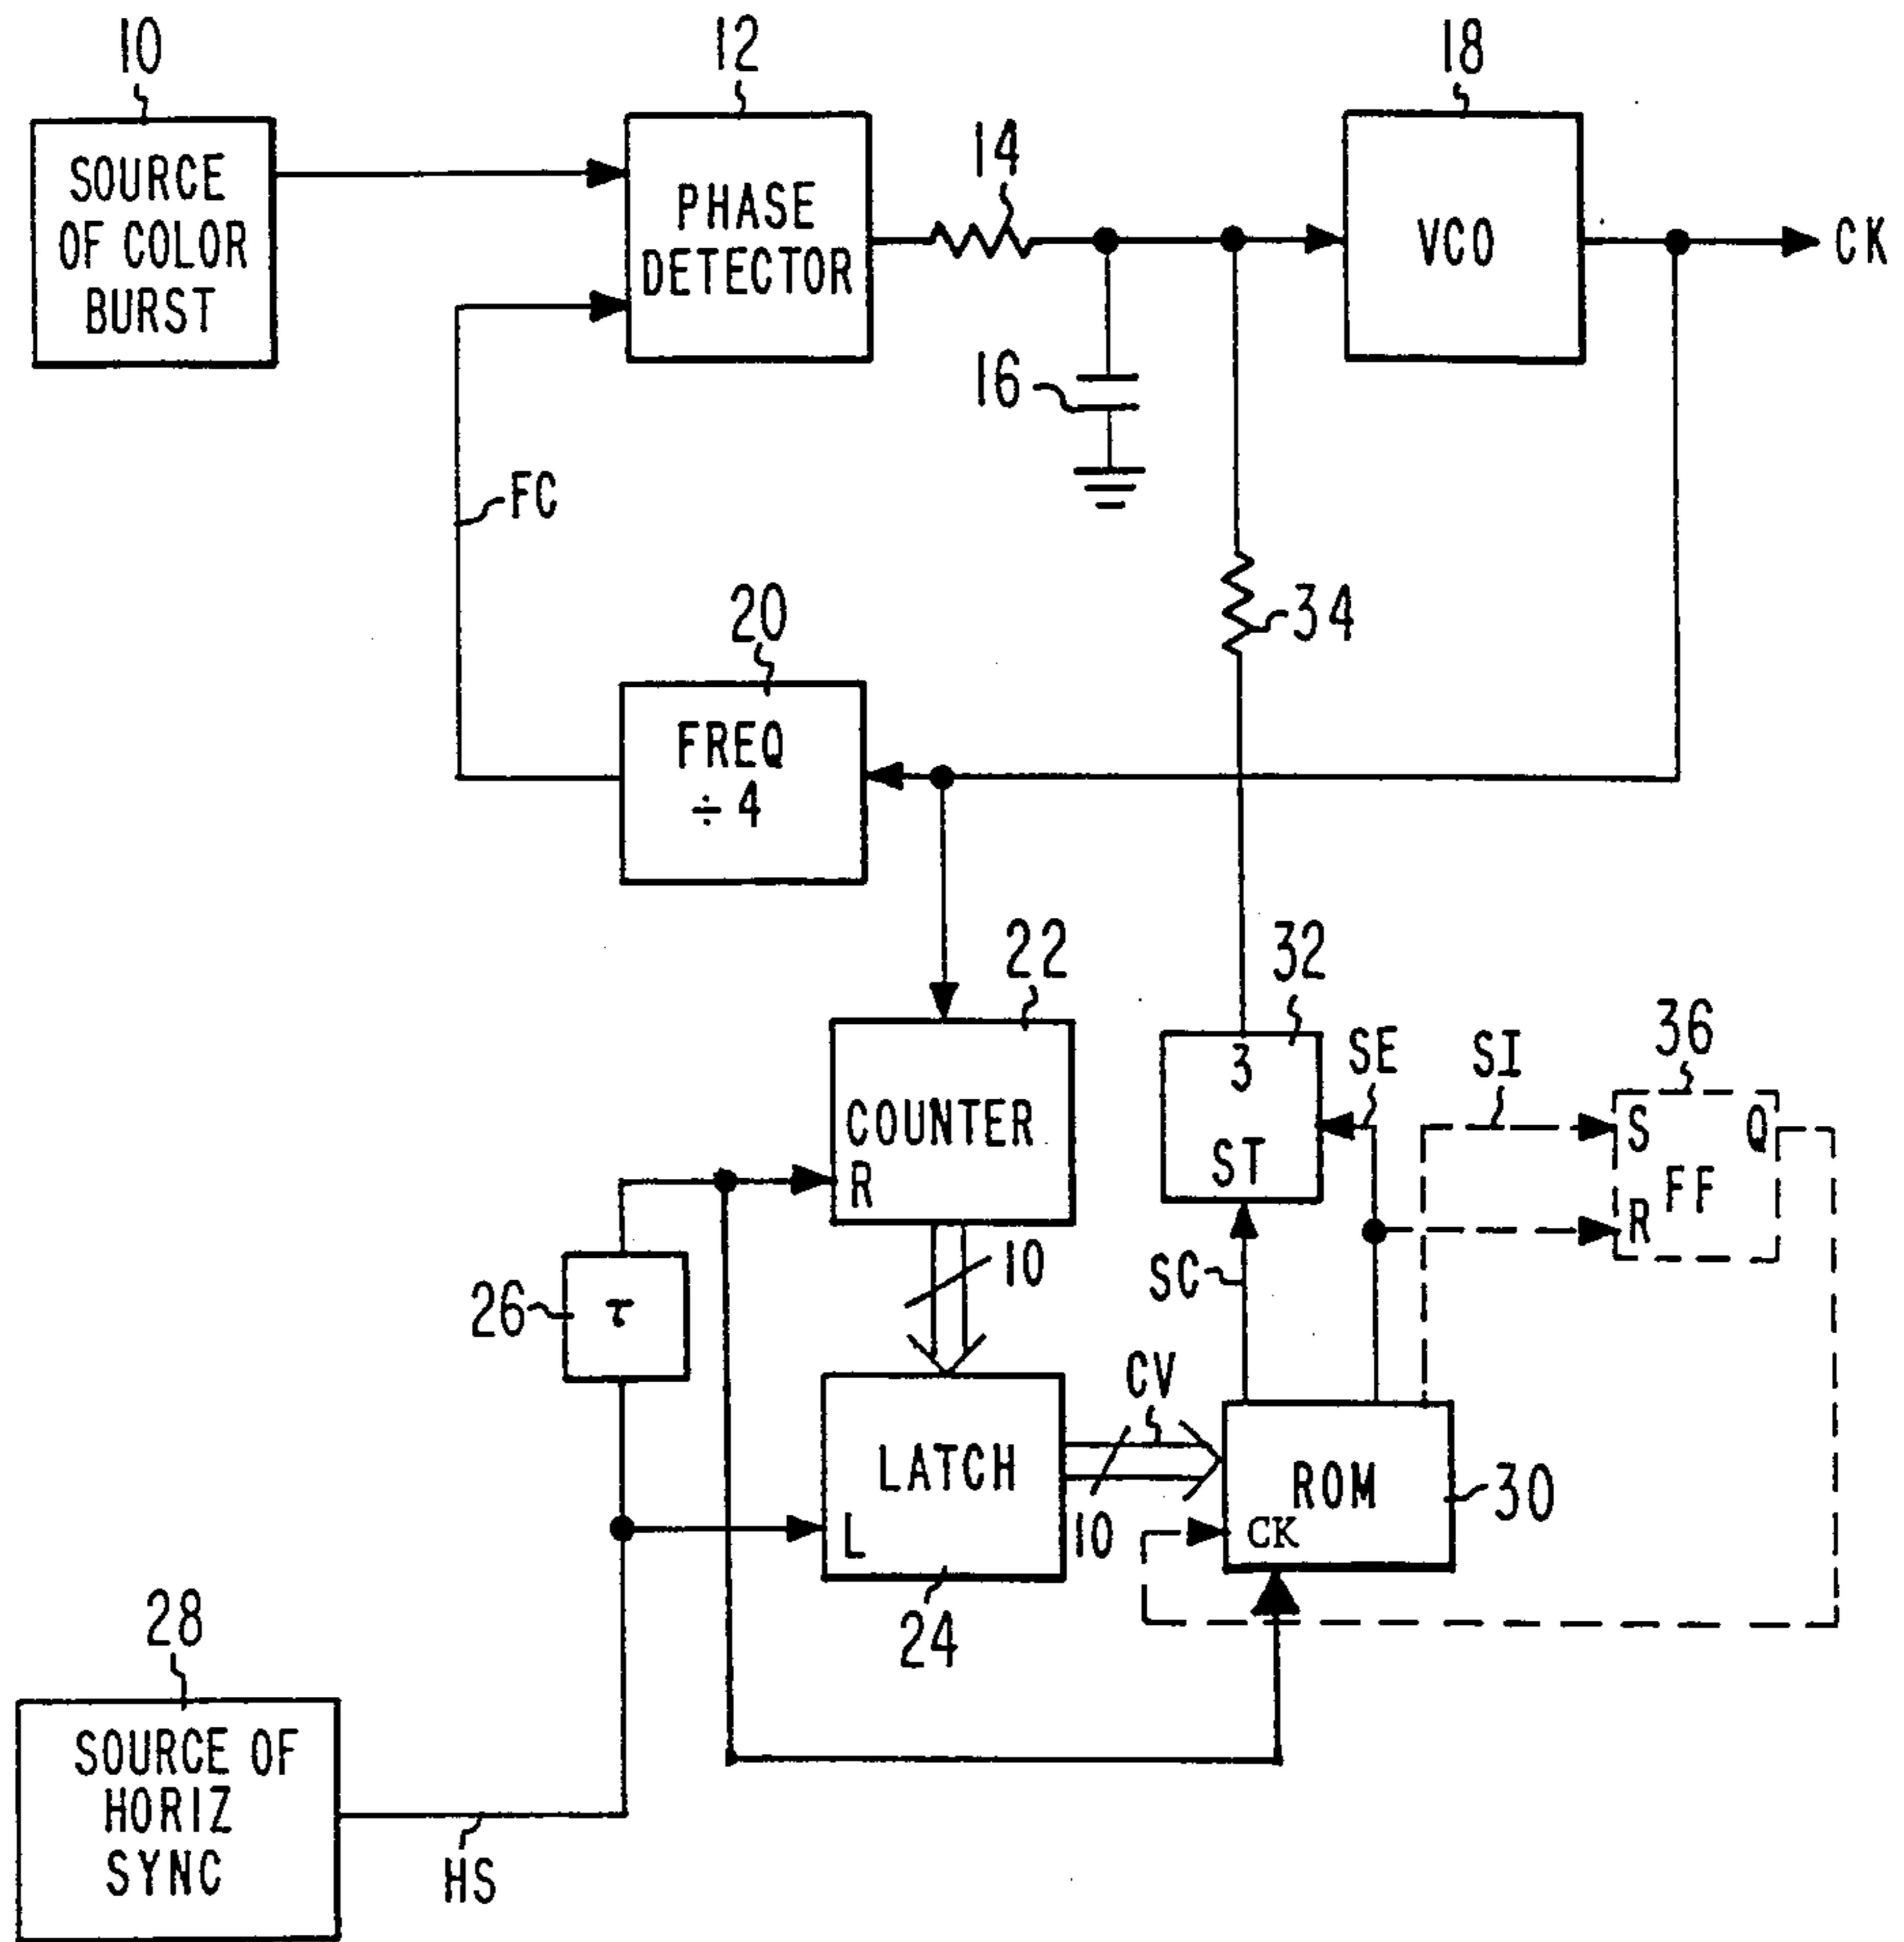 10
12
18
SOURCE
OF COLOR
BURST
PHASE
DETECTOR
14
VCO
CK
16
FC
34
20
FREQ
÷ 4
22
32
36
SE
SI
3
ST
S
Q
FF
R
COUNTER
R
10
SC
26
τ
CV
LATCH
L
10
ROM
CK
30
24
28
SOURCE OF
HORIZ
SYNC
HS